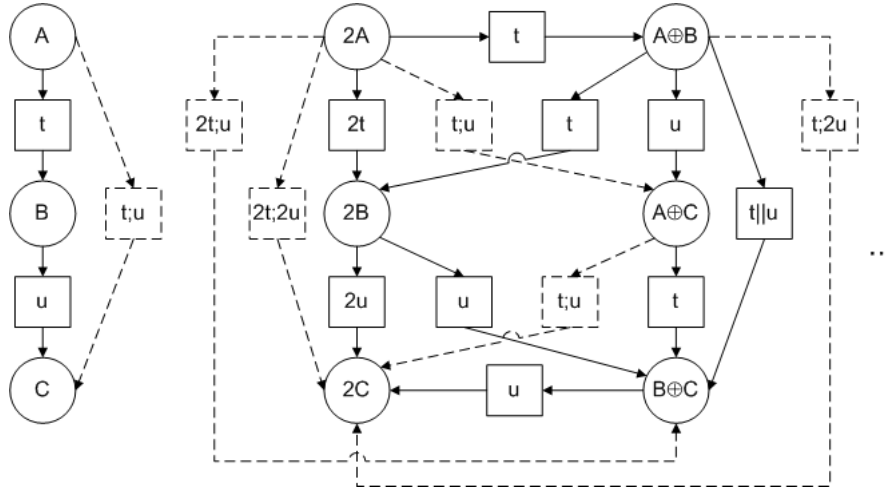 A
2A
t
A⊕B
t
2t;u
2t
t;u
t
u
t;2u
B
t;u
2t;2u
2B
A⊕C
t||u
..
u
2u
u
t;u
t
C
2C
u
B⊕C